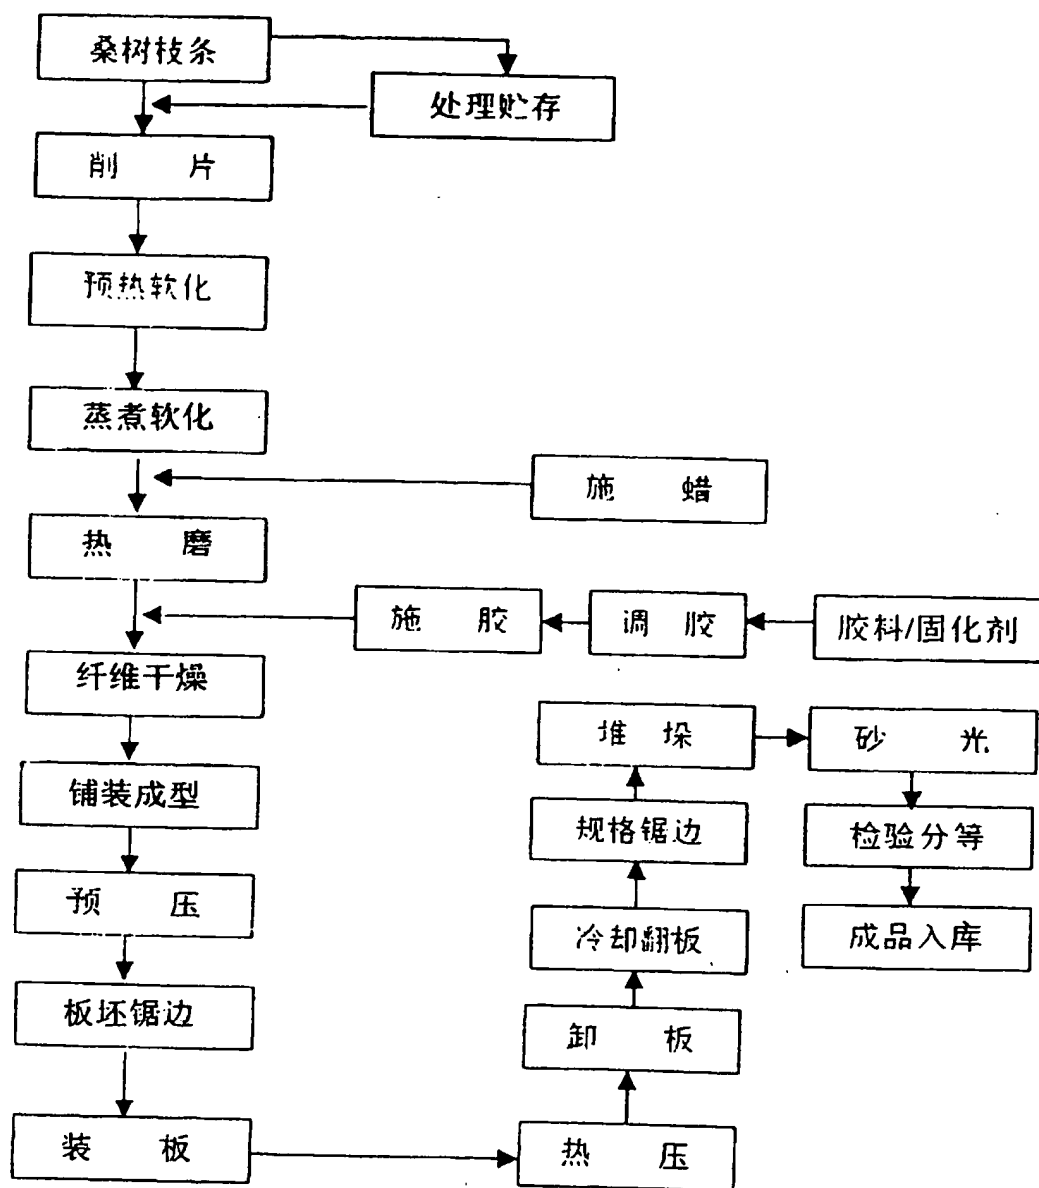 桑树枝条
处理贮存
削 片
预热软化
蒸煮软化
施 蜡
热 磨
施 胶
调 胶
胶料/固化剂
纤维干燥
铺装成型
预 压
板坯锯边
装 板
热 压
卸 板
冷却翻板
规格锯边
堆 垛
砂 光
检验分等
成品入库